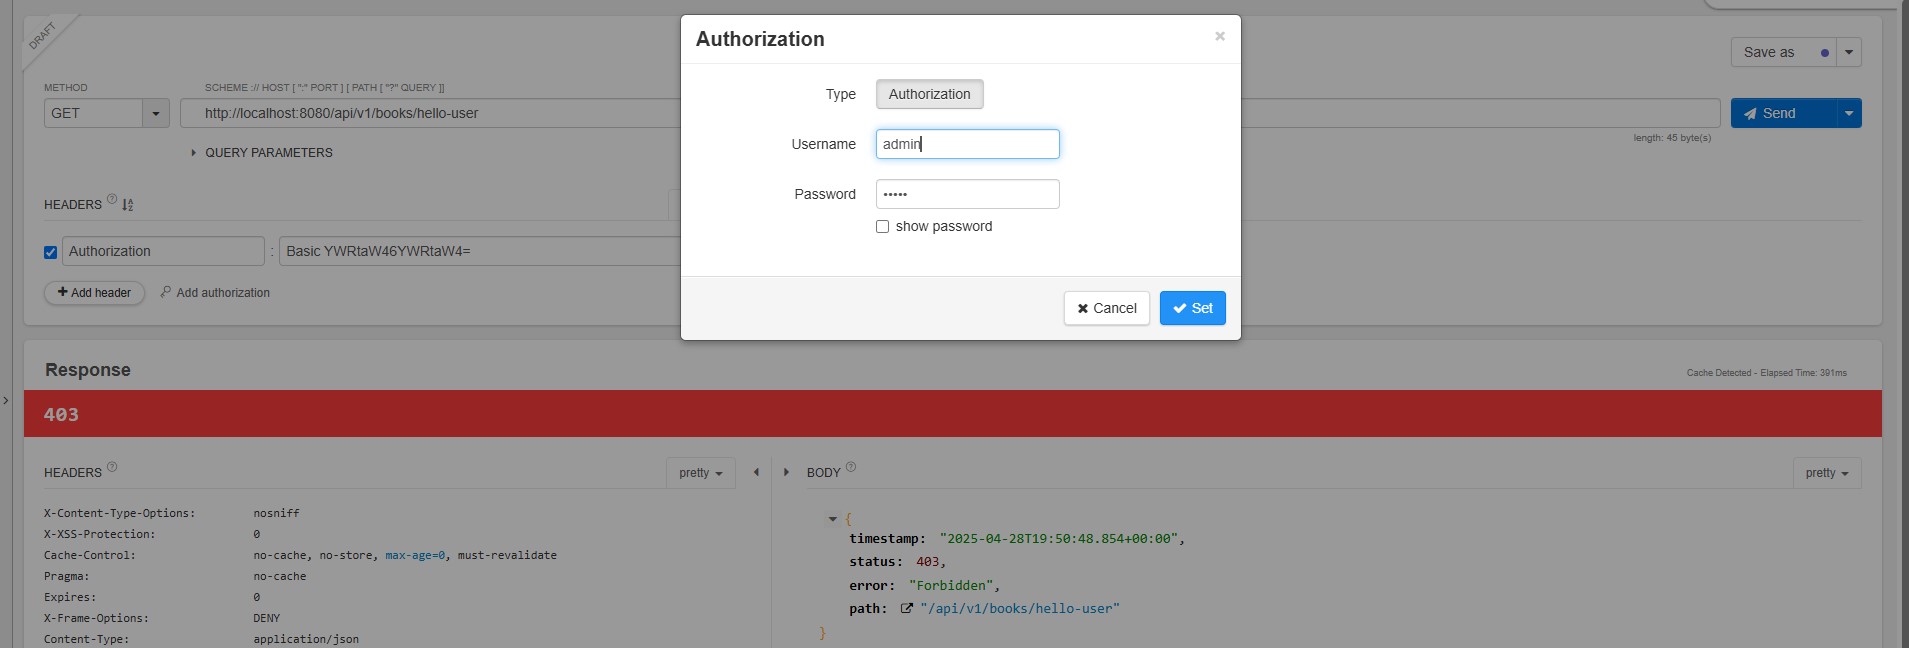 DRAFT
Authorization ×
Save as
METHOD
SCHEME :// HOST [ ":" PORT ] [ PATH [ "?" QUERY ]]
Type Authorization
GET
http://localhost:8080/api/v1/books/hello-user
Send
length: 45 byte(s)
Username admin
QUERY PARAMETERS
Password •••••
show password
HEADERS ? A Z
Authorization : Basic YWRtaW46YWRtaW4=
Add header Add authorization
Cancel Set
Response
Cache Detected - Elapsed Time: 391ms
403
HEADERS ? pretty
BODY ? pretty
X-Content-Type-Options: nosniff
X-XSS-Protection: 0
Cache-Control: no-cache, no-store, max-age=0, must-revalidate
Pragma: no-cache
Expires: 0
X-Frame-Options: DENY
Content-Type: application/json
{
timestamp: "2025-04-28T19:50:48.854+00:00",
status: 403,
error: "Forbidden",
path: "/api/v1/books/hello-user"
}